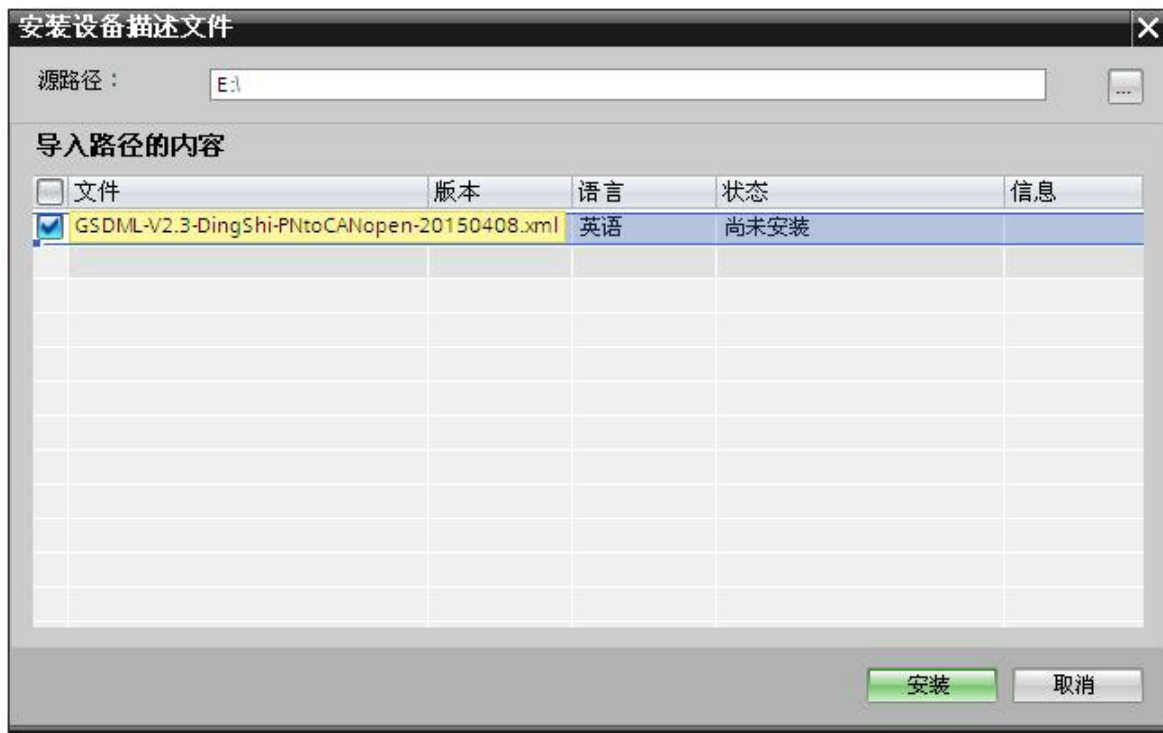 安装设备描述文件
源路径：
E:\
...
导入路径的内容
文件 版本 语言 状态 信息
GSDML-V2.3-DingShi-PNtoCANopen-20150408.xml 英语 尚未安装
安装 取消